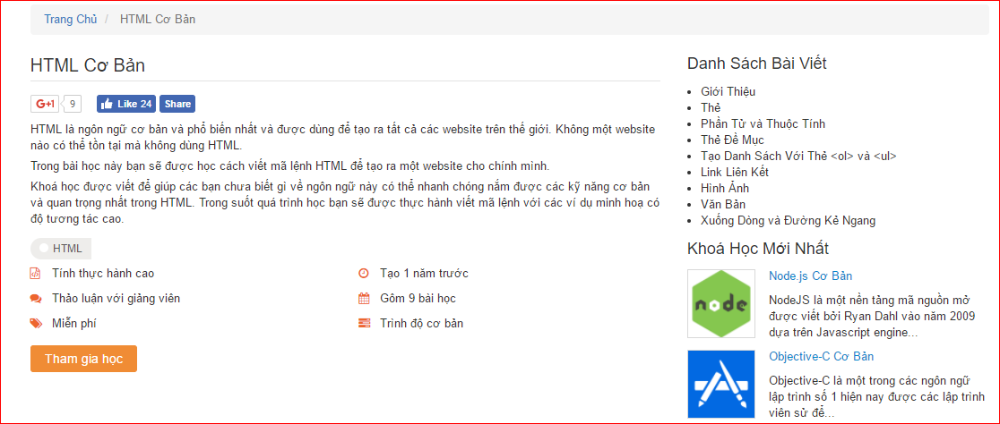 Trang Chủ / HTML Cơ Bản
HTML Cơ Bản
G+1 9 Like 24 Share
HTML là ngôn ngữ cơ bản và phổ biến nhất và được dùng để tạo ra tất cả các website trên thế giới. Không một website
nào có thể tồn tại mà không dùng HTML.
Trong bài học này bạn sẽ được học cách viết mã lệnh HTML để tạo ra một website cho chính mình.
Khoá học được viết để giúp các bạn chưa biết gì về ngôn ngữ này có thể nhanh chóng nắm được các kỹ năng cơ bản
và quan trọng nhất trong HTML. Trong suốt quá trình học bạn sẽ được thực hành viết mã lệnh với các ví dụ minh hoạ có
độ tương tác cao.
HTML
Tính thực hành cao
Tạo 1 năm trước
Thảo luận với giảng viên
Gồm 9 bài học
Miễn phí
Trình độ cơ bản
Tham gia học
Danh Sách Bài Viết
Giới Thiệu
Thẻ
Phần Tử và Thuộc Tính
Thẻ Đề Mục
Tạo Danh Sách Với Thẻ <ol> và <ul>
Link Liên Kết
Hình Ảnh
Văn Bản
Xuống Dòng và Đường Kẻ Ngang
Khoá Học Mới Nhất
node
Node.js Cơ Bản
NodeJS là một nền tảng mã nguồn mở
được viết bởi Ryan Dahl vào năm 2009
dựa trên Javascript engine...
Objective-C Cơ Bản
Objective-C là một trong các ngôn ngữ
lập trình số 1 hiện nay được các lập trình
viên sử để...